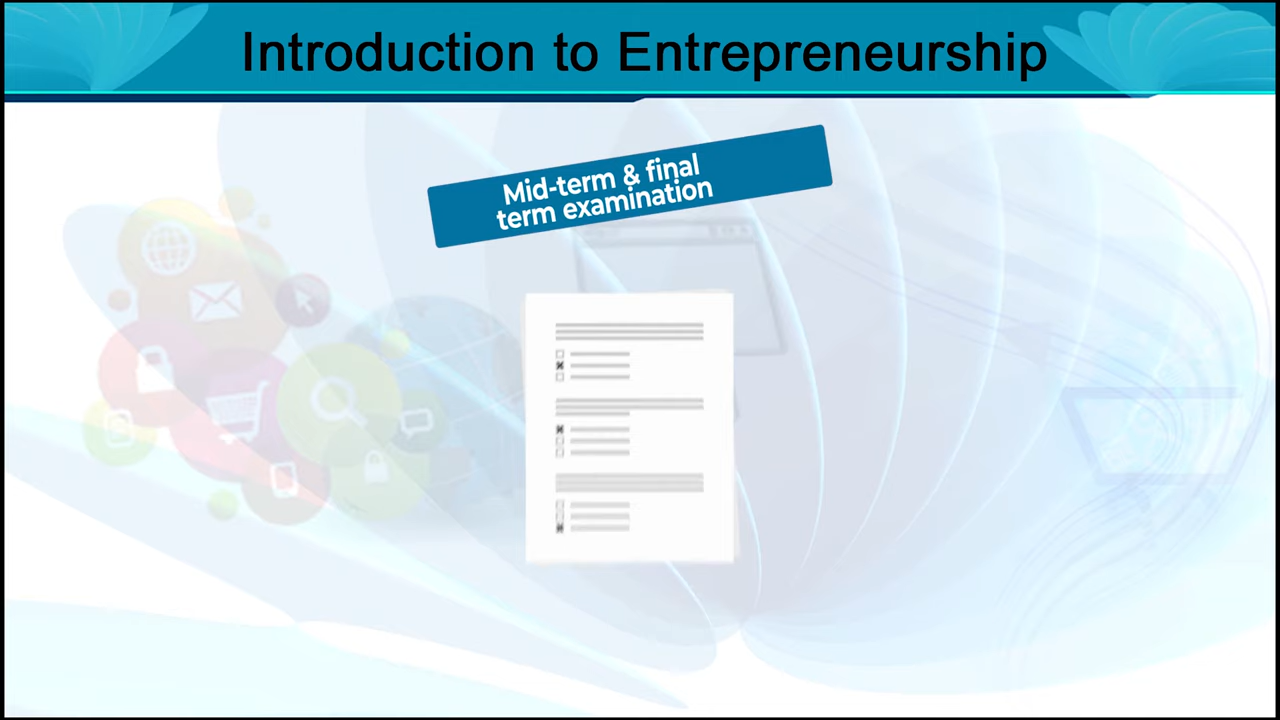 Introduction to Entrepreneurship
Mid-term & final
term examination